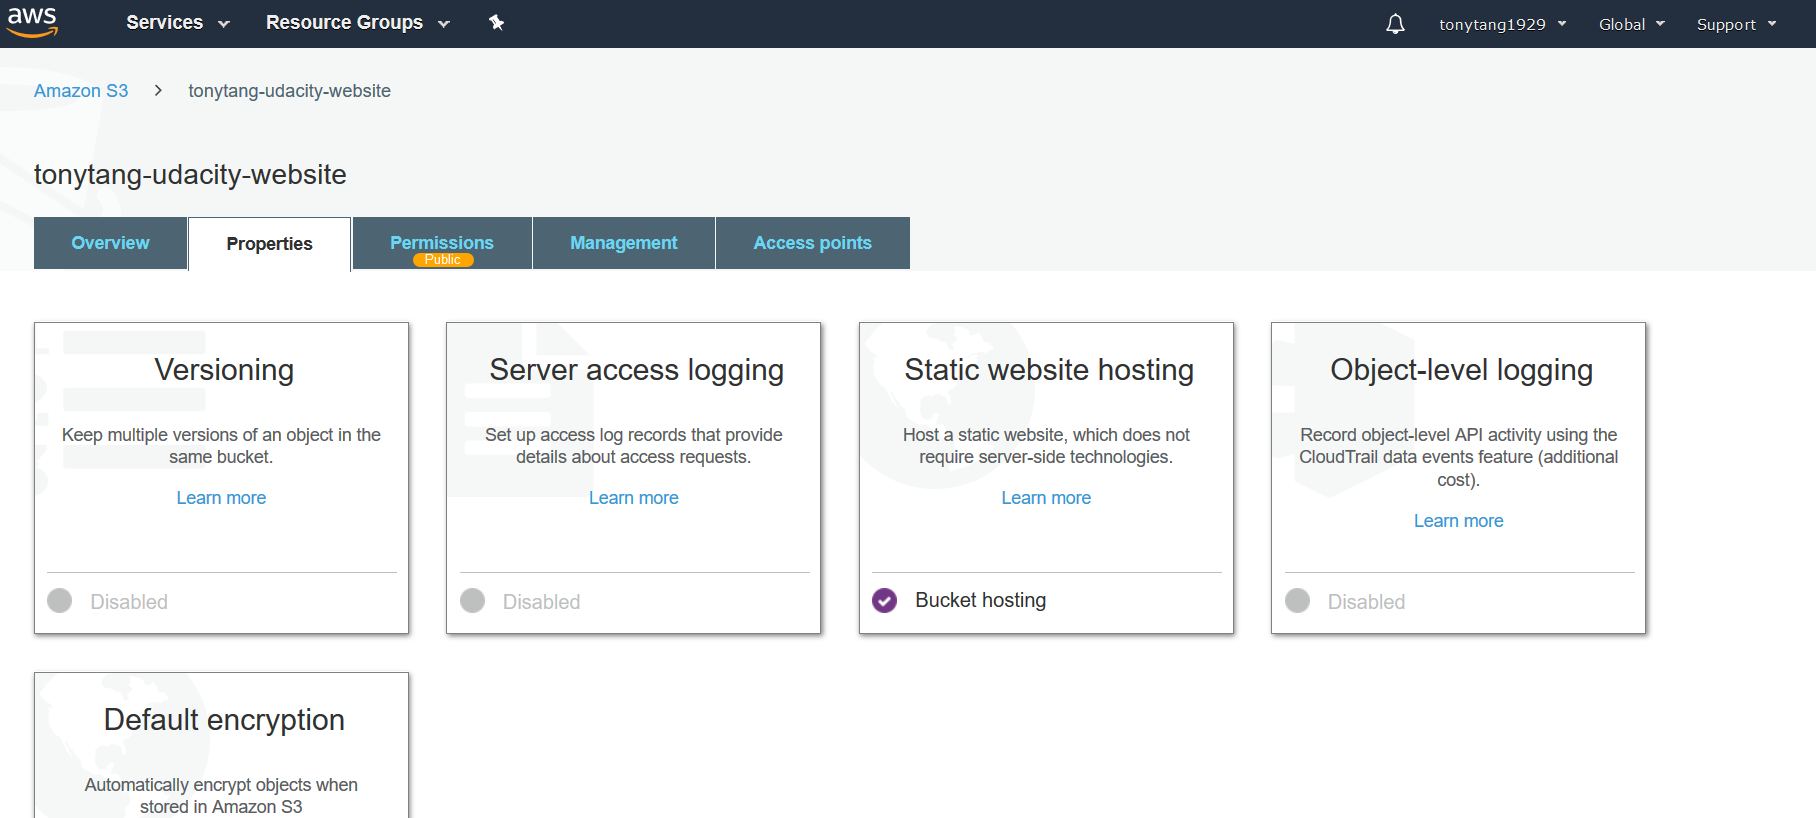 aws Services Resource Groups tonytang1929 Global Support
Amazon S3 > tonytang-udacity-website
tonytang-udacity-website
Overview Properties Permissions Management Access points
Public
Versioning
Keep multiple versions of an object in the
same bucket.
Learn more
Disabled
Server access logging
Set up access log records that provide
details about access requests.
Learn more
Disabled
Static website hosting
Host a static website, which does not
require server-side technologies.
Learn more
Bucket hosting
Object-level logging
Record object-level API activity using the
CloudTrail data events feature (additional
cost).
Learn more
Disabled
Default encryption
Automatically encrypt objects when
stored in Amazon S3